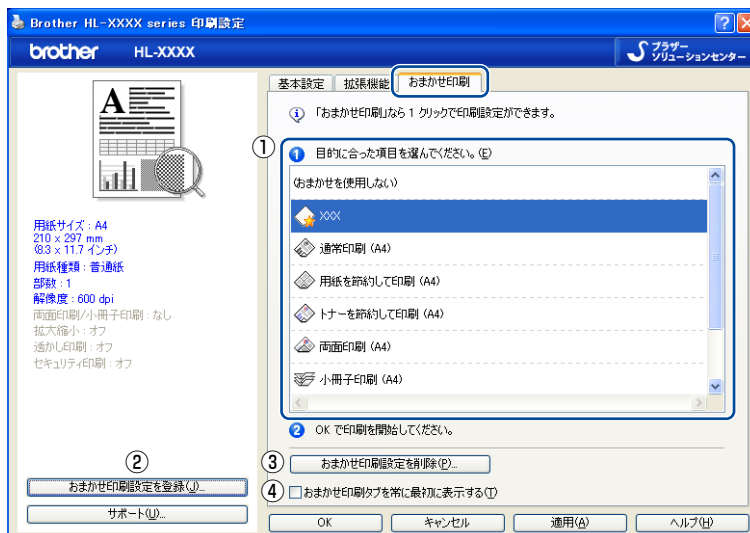 Brother HL-XXXX series 印刷設定
brother HL-XXXX
ブラザー
ソリューションセンター
基本設定 拡張機能 おまかせ印刷
「おまかせ印刷」なら 1 クリックで印刷設定ができます。
①
1 目的に合った項目を選んでください。(E)
(おまかせを使用しない)
XXX
通常印刷 (A4)
用紙を節約して印刷 (A4)
トナーを節約して印刷 (A4)
両面印刷 (A4)
小冊子印刷 (A4)
2 OK で印刷を開始してください。
③ おまかせ印刷設定を削除(P)...
④ おまかせ印刷タブを常に最初に表示する(T)
OK キャンセル 適用(A) ヘルプ(H)
A
用紙サイズ : A4
210 x 297 mm
(8.3 x 11.7 インチ)
用紙種類 : 普通紙
部数 : 1
解像度 : 600 dpi
両面印刷/小冊子印刷 : なし
拡大縮小 : オフ
透かし印刷 : オフ
セキュリティ印刷 : オフ
②
おまかせ印刷設定を登録(J)...
サポート(U)...